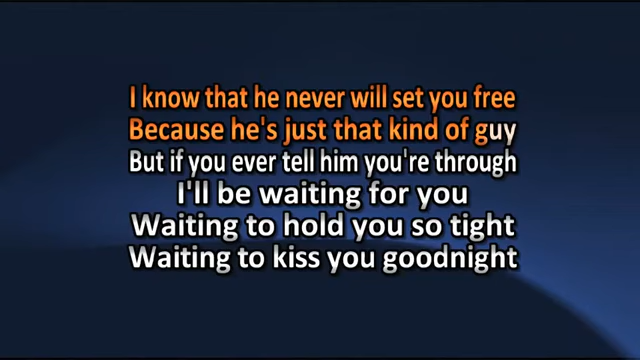 I know that he never will set you free
Because he's just that kind of guy
But if you ever tell him you're through
I'll be waiting for you
Waiting to hold you so tight
Waiting to kiss you goodnight